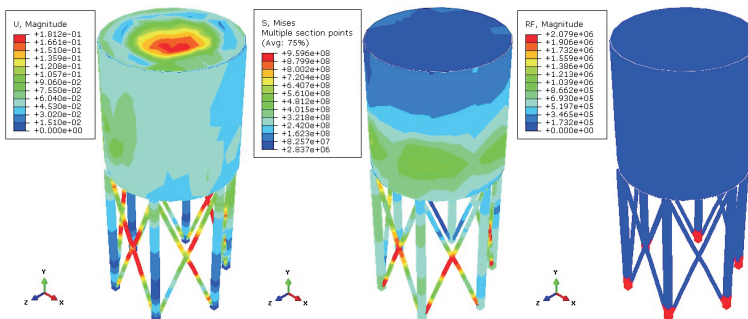 U, Magnitude
+1.812e-01
+1.661e-01
+1.510e-01
+1.359e-01
+1.208e-01
+1.057e-01
+9.060e-02
+7.550e-02
+6.040e-02
+4.530e-02
+3.020e-02
+1.510e-02
+0.000e+00
Y
Z
X
S, Mises
Multiple section points
(Avg: 75%)
+9.596e+08
+8.799e+08
+8.002e+08
+7.204e+08
+6.407e+08
+5.610e+08
+4.812e+08
+4.015e+08
+3.218e+08
+2.420e+08
+1.623e+08
+8.257e+07
+2.837e+06
Y
Z
X
RF, Magnitude
+2.079e+06
+1.906e+06
+1.732e+06
+1.559e+06
+1.386e+06
+1.213e+06
+1.039e+06
+8.662e+05
+6.930e+05
+5.197e+05
+3.465e+05
+1.732e+05
+0.000e+00
Y
Z
X